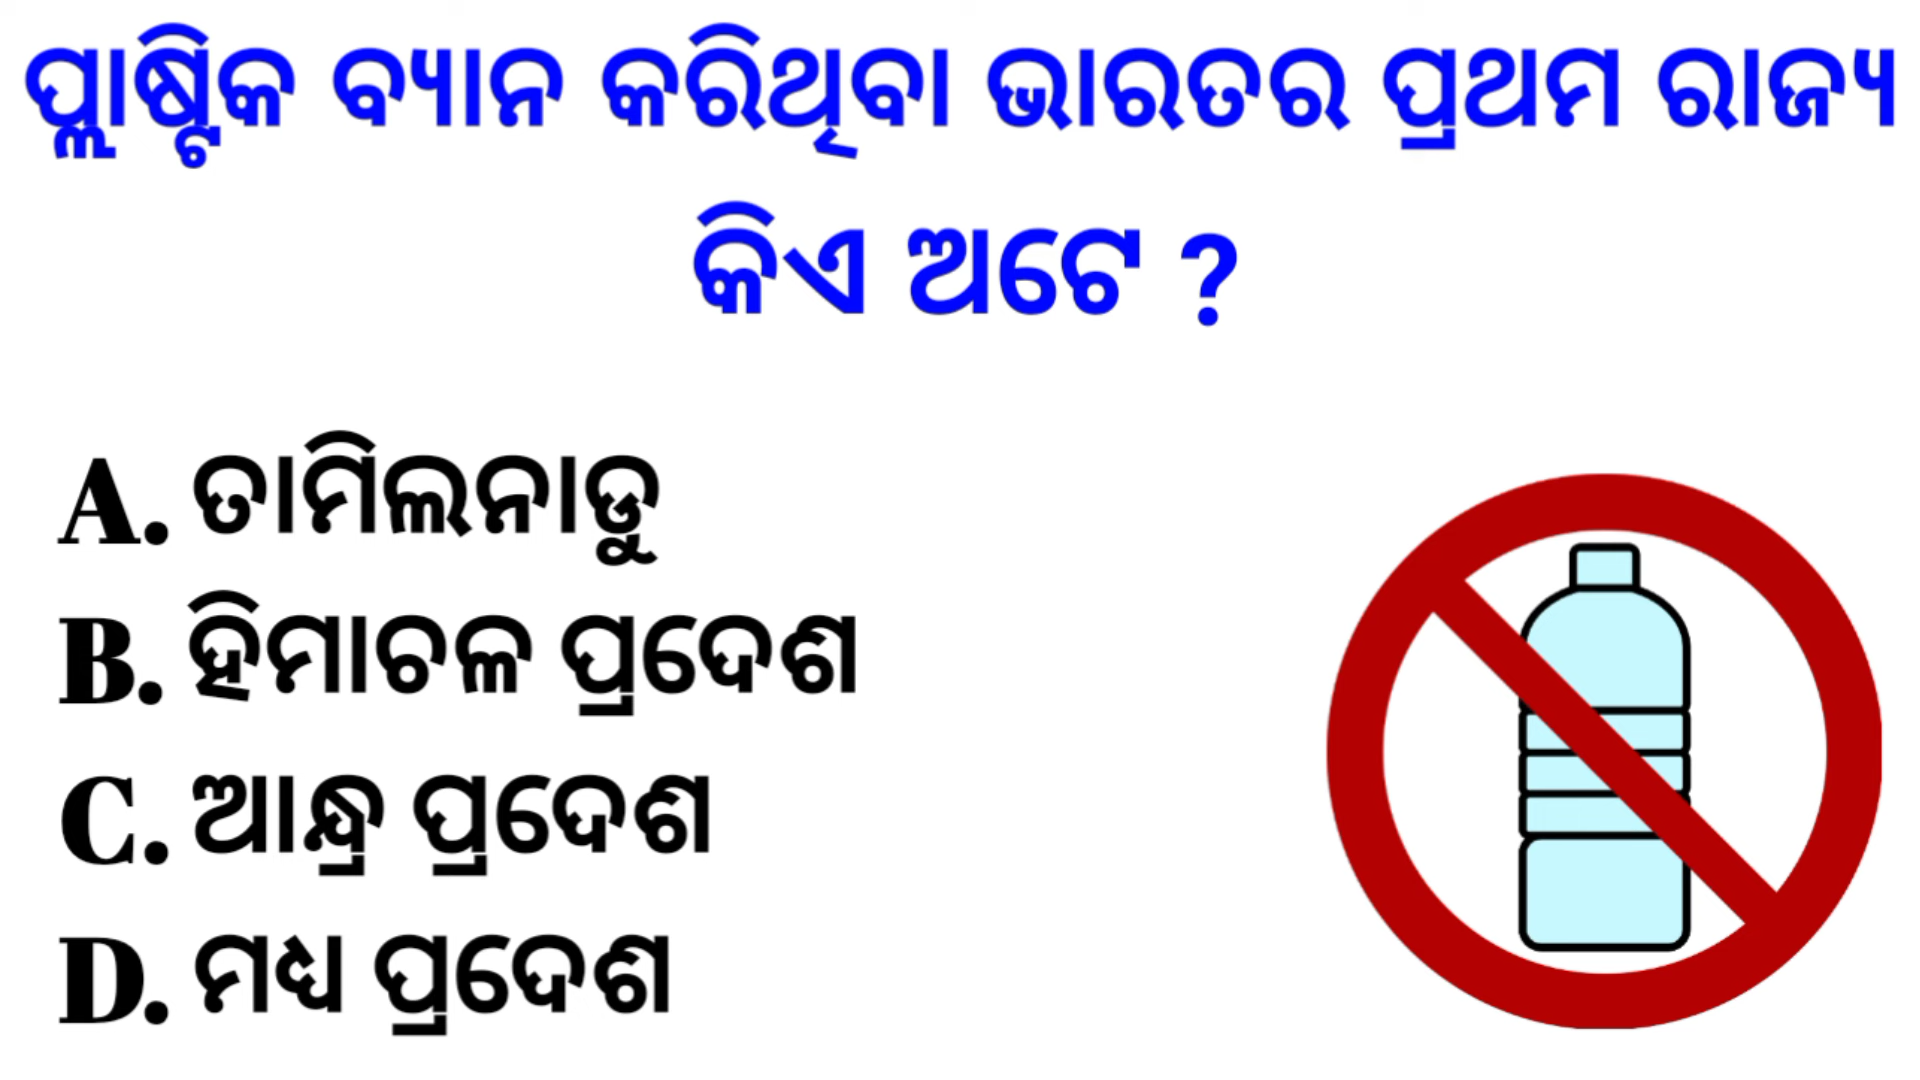 ପ୍ଲାଷ୍ଟିକ ବ୍ୟାନ କରିଥିବା ଭାରତର ପ୍ରଥମ ରାଜ୍ୟ
କିଏ ଅଟେ ?
A. ତାମିଲନାଡୁ
B. ହିମାଚଳ ପ୍ରଦେଶ
C. ଆନ୍ଧ୍ର ପ୍ରଦେଶ
D. ମଧ୍ୟ ପ୍ରଦେଶ